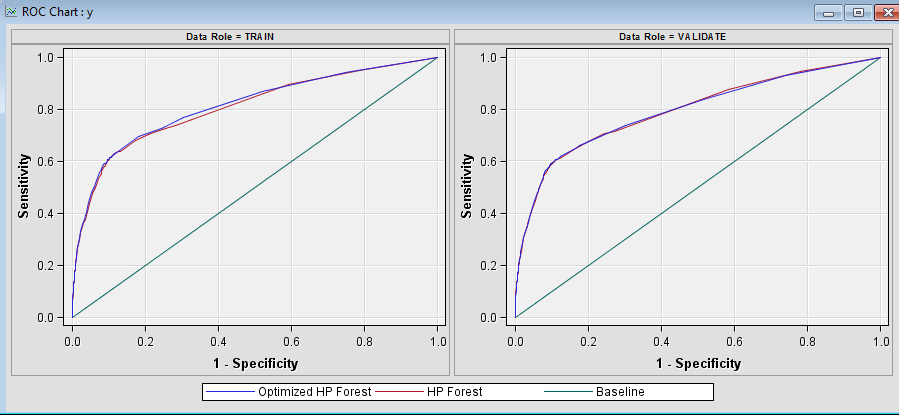 ROC Chart : y
Data Role = TRAIN
Data Role = VALIDATE
Sensitivity
1.0
0.8
0.6
0.4
0.2
0.0
0.0 0.2 0.4 0.6 0.8 1.0
1 - Specificity
Sensitivity
1.0
0.8
0.6
0.4
0.2
0.0
0.0 0.2 0.4 0.6 0.8 1.0
1 - Specificity
Optimized HP Forest HP Forest Baseline